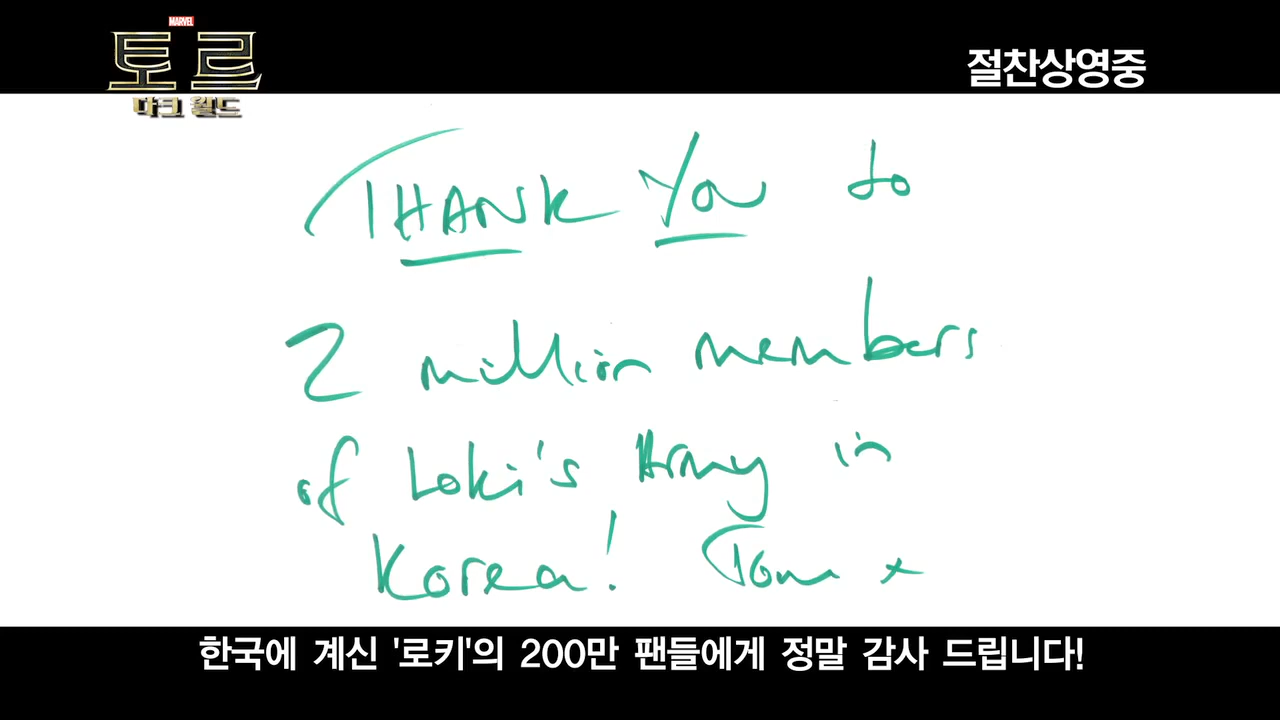 MARVEL
토르
다크 월드
절찬상영중
THANK YOU to
2 million members
of Loki's Army in
Korea! Tom x
한국에 계신 '로키'의 200만 팬들에게 정말 감사 드립니다!